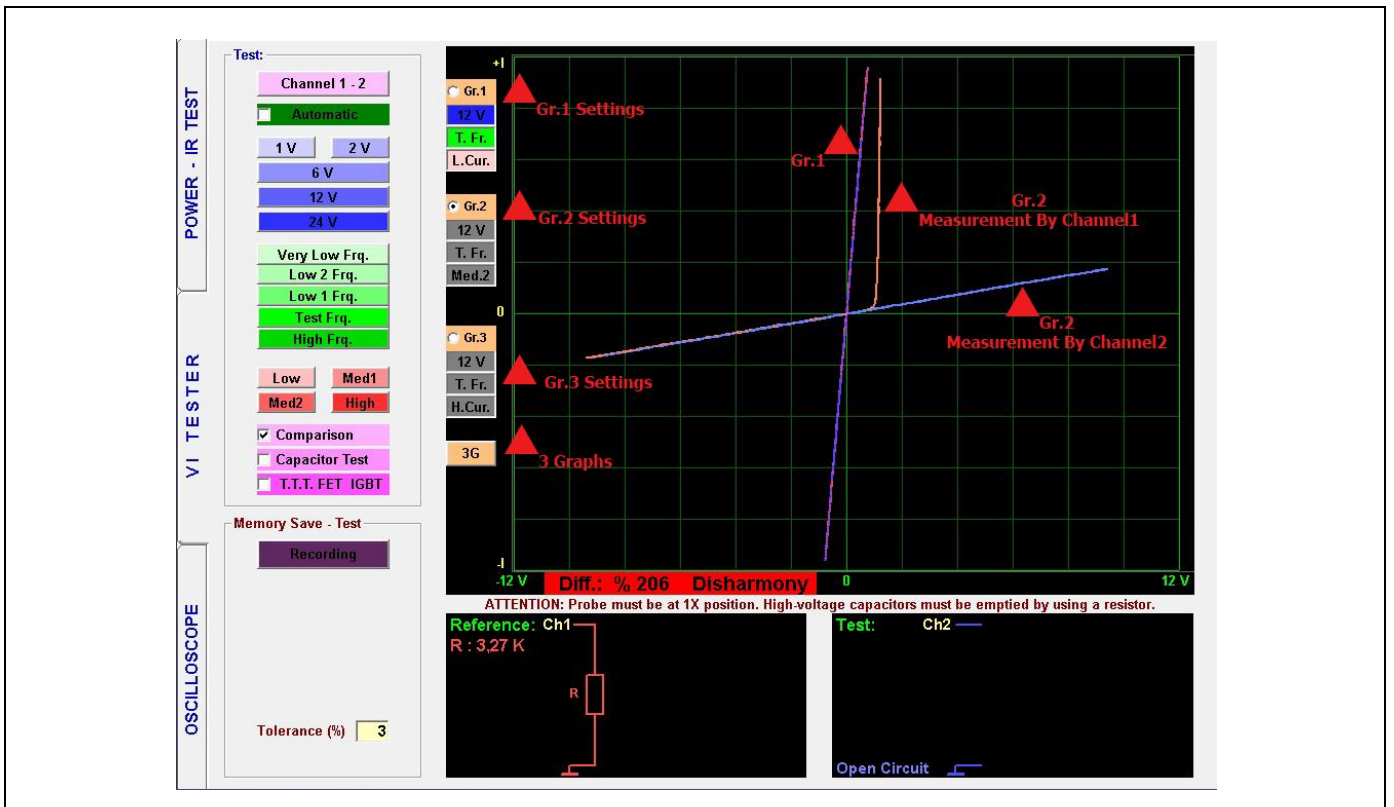 POWER - IR TEST
VI TESTER
OSCILLOSCOPE
Test:
Channel 1 - 2
Automatic
1 V
2 V
6 V
12 V
24 V
Very Low Frq.
Low 2 Frq.
Low 1 Frq.
Test Frq.
High Frq.
Low
Med1
Med2
High
Comparison
Capacitor Test
T.T.T. FET IGBT
Memory Save - Test
Recording
Tolerance (%) 3
+I
0
-I
Gr.1
12 V
T. Fr.
L.Cur.
Gr.2
12 V
T. Fr.
Med.2
Gr.3
12 V
T. Fr.
H.Cur.
3G
Gr.1 Settings
Gr.2 Settings
Gr.3 Settings
3 Graphs
Gr.1
Gr.2
Measurement By Channel1
Gr.2
Measurement By Channel2
-12 V
Diff.: % 206 Disharmony
0
12 V
ATTENTION: Probe must be at 1X position. High-voltage capacitors must be emptied by using a resistor.
Reference: Ch1
R : 3,27 K
R
Test: Ch2
Open Circuit